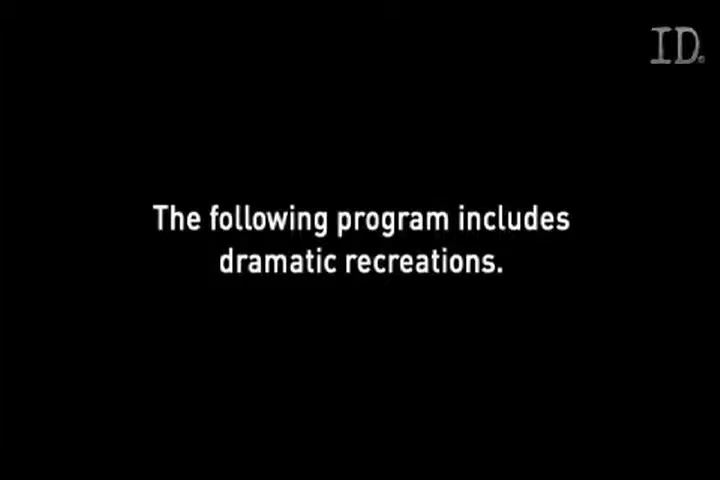 ID.
The following program includes
dramatic recreations.